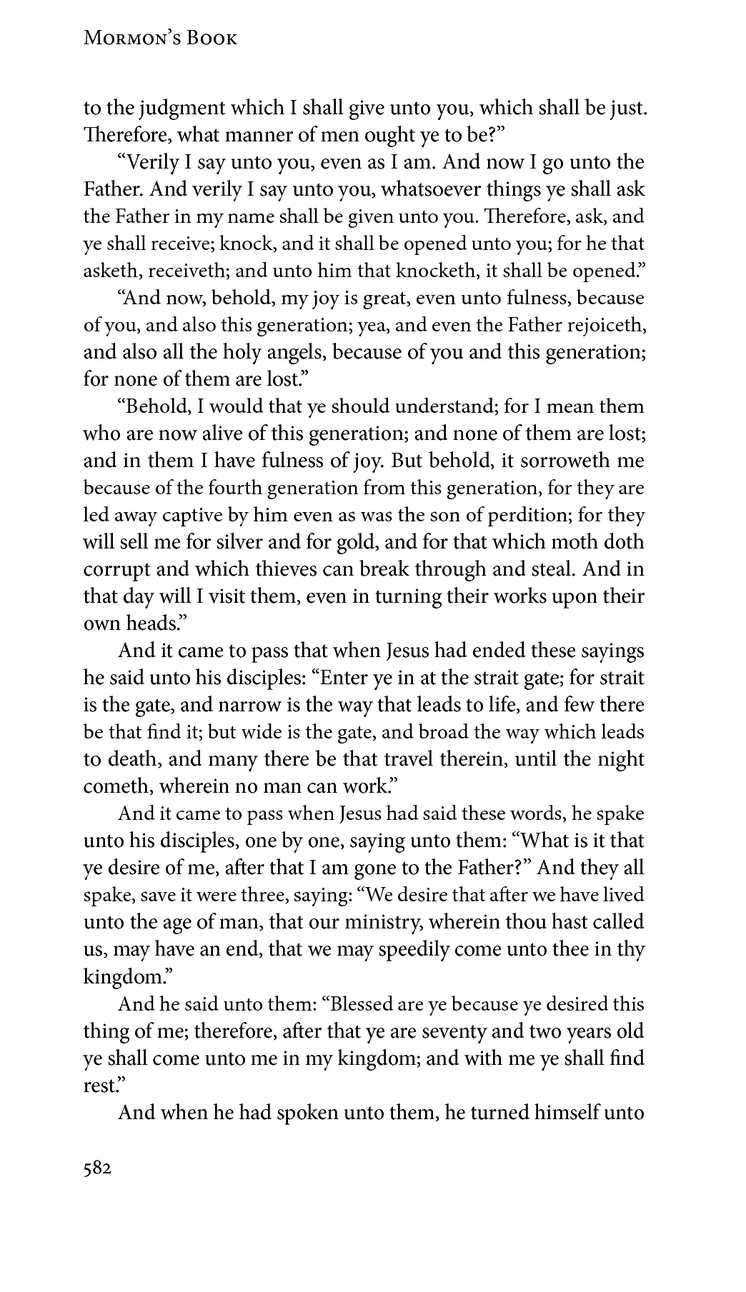 Mormon’s Book
to the judgment which I shall give unto you, which shall be just.
Therefore, what manner of men ought ye to be?”
“Verily I say unto you, even as I am. And now I go unto the
Father. And verily I say unto you, whatsoever things ye shall ask
the Father in my name shall be given unto you. Therefore, ask, and
ye shall receive; knock, and it shall be opened unto you; for he that
asketh, receiveth; and unto him that knocketh, it shall be opened.”
“And now, behold, my joy is great, even unto fulness, because
of you, and also this generation; yea, and even the Father rejoiceth,
and also all the holy angels, because of you and this generation;
for none of them are lost.”
“Behold, I would that ye should understand; for I mean them
who are now alive of this generation; and none of them are lost;
and in them I have fulness of joy. But behold, it sorroweth me
because of the fourth generation from this generation, for they are
led away captive by him even as was the son of perdition; for they
will sell me for silver and for gold, and for that which moth doth
corrupt and which thieves can break through and steal. And in
that day will I visit them, even in turning their works upon their
own heads.”
And it came to pass that when Jesus had ended these sayings
he said unto his disciples: “Enter ye in at the strait gate; for strait
is the gate, and narrow is the way that leads to life, and few there
be that find it; but wide is the gate, and broad the way which leads
to death, and many there be that travel therein, until the night
cometh, wherein no man can work.”
And it came to pass when Jesus had said these words, he spake
unto his disciples, one by one, saying unto them: “What is it that
ye desire of me, after that I am gone to the Father?” And they all
spake, save it were three, saying: “We desire that after we have lived
unto the age of man, that our ministry, wherein thou hast called
us, may have an end, that we may speedily come unto thee in thy
kingdom.”
And he said unto them: “Blessed are ye because ye desired this
thing of me; therefore, after that ye are seventy and two years old
ye shall come unto me in my kingdom; and with me ye shall find
rest.”
And when he had spoken unto them, he turned himself unto
582